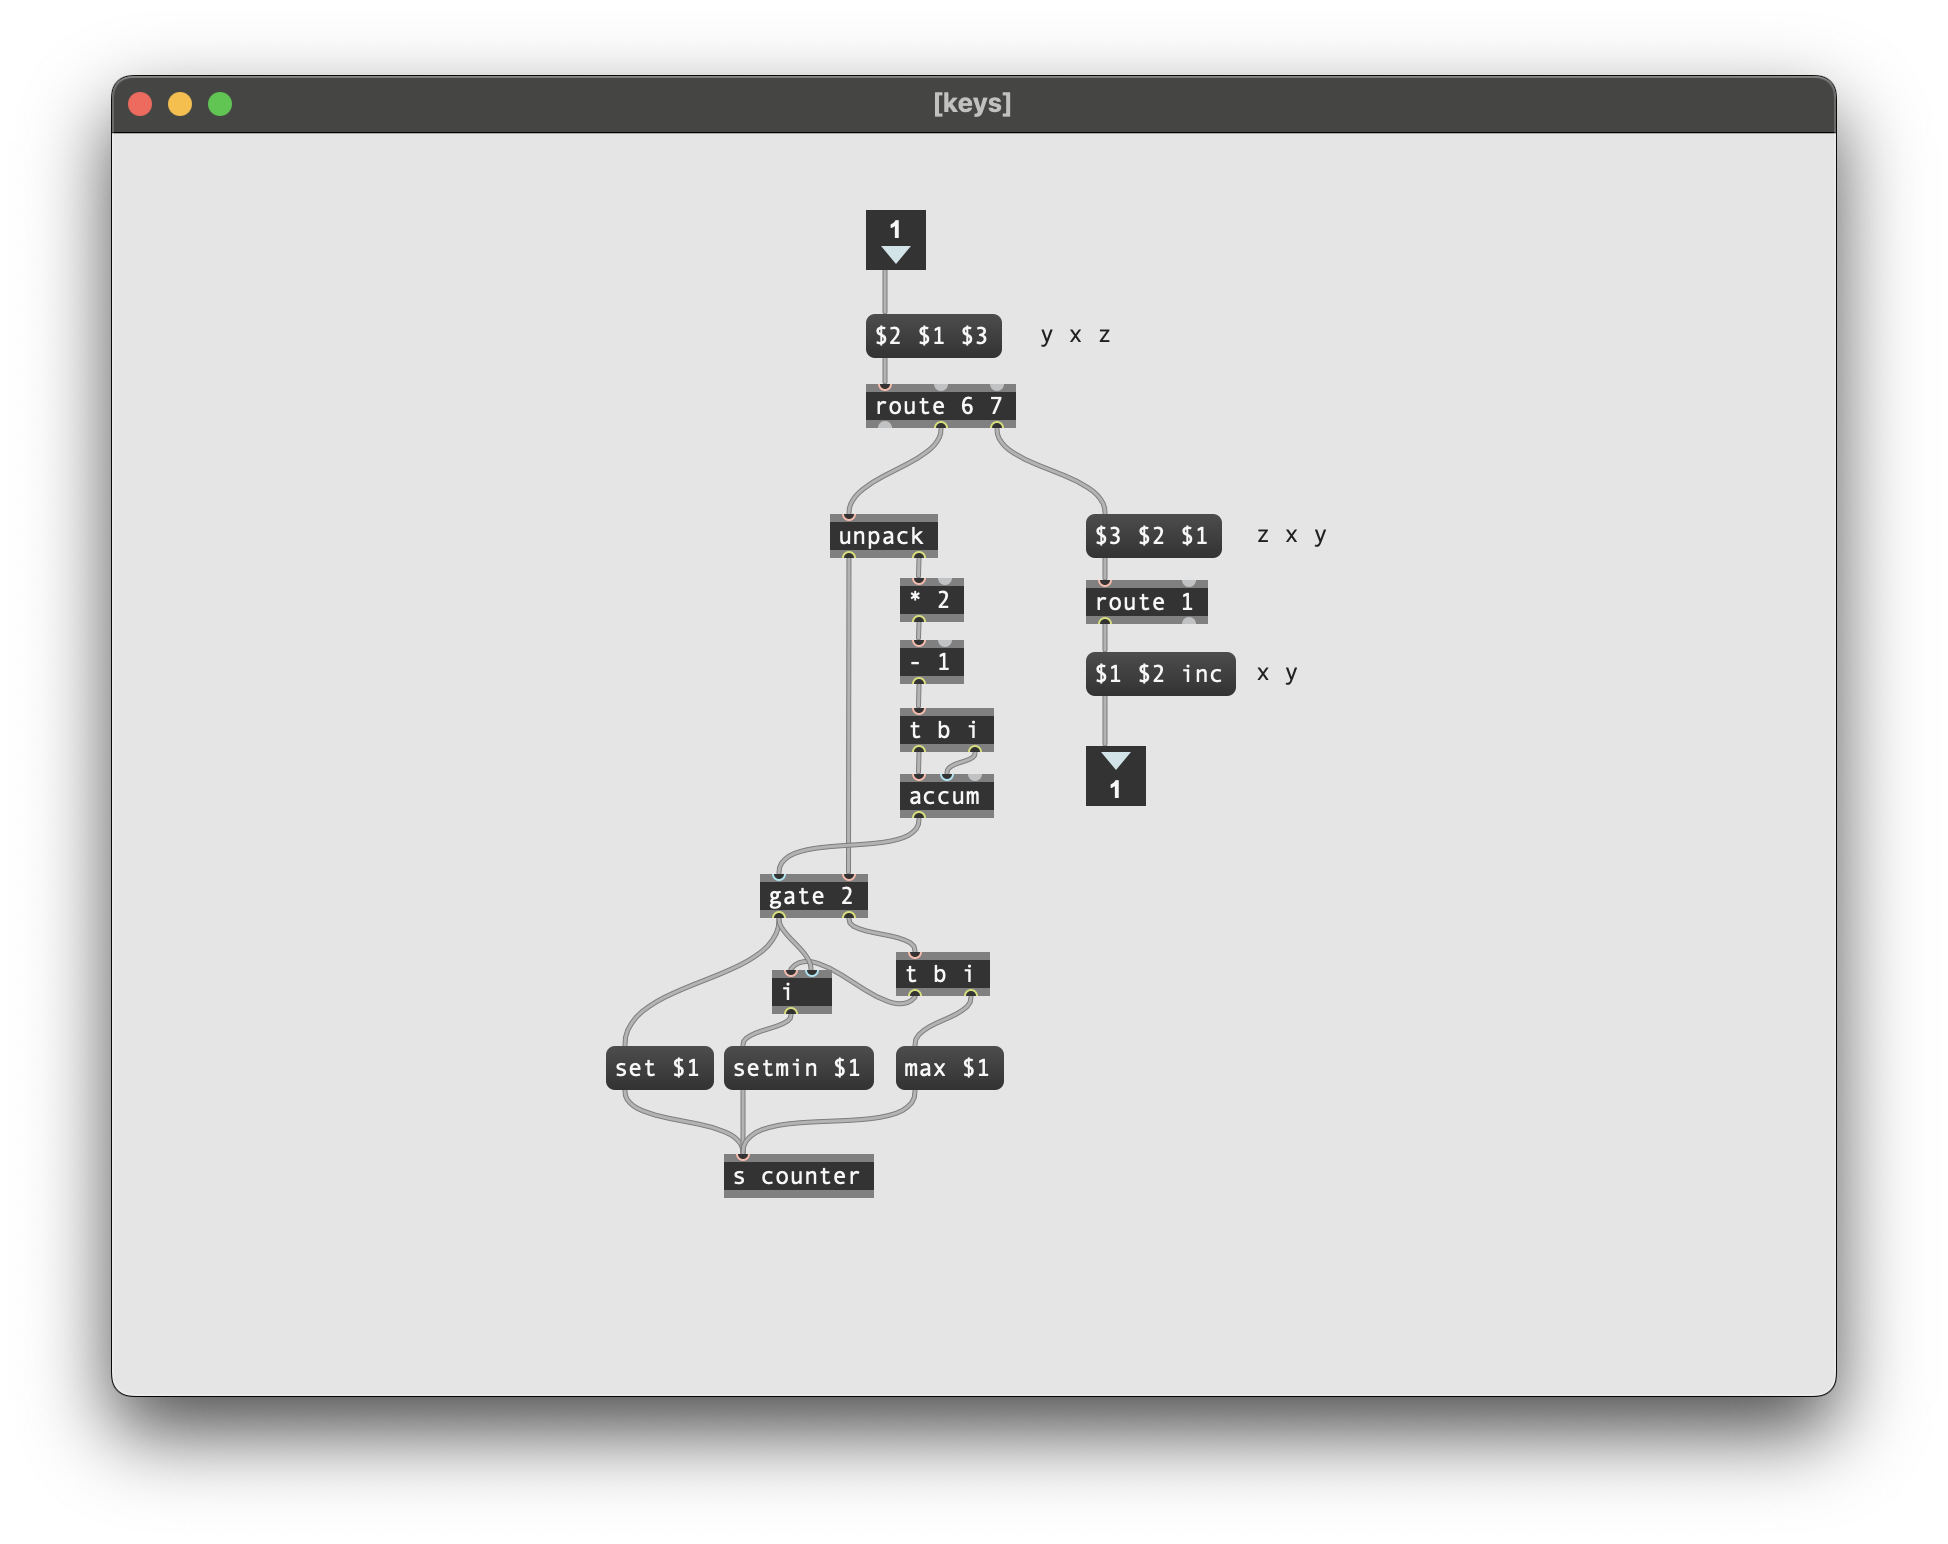 [keys]
1
$2 $1 $3
y x z
route 6 7
unpack
$3 $2 $1
z x y
* 2
route 1
- 1
$1 $2 inc
x y
t b i
accum
1
gate 2
t b i
i
set $1
setmin $1
max $1
s counter